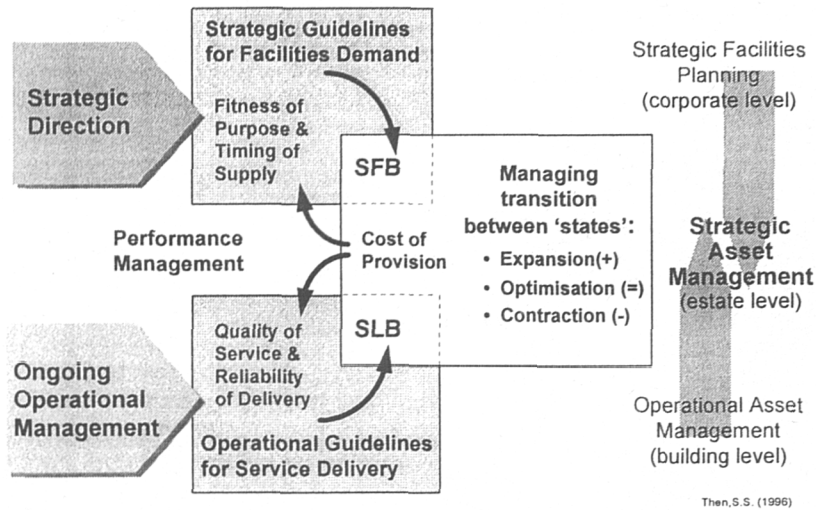 Strategic
Direction
Strategic Guidelines
for Facilities Demand
Fitness of
Purpose &
Timing of
Supply
SFB
Performance
Management
Cost of
Provision
Managing
transition
between 'states':
• Expansion(+)
• Optimisation (=)
• Contraction (-)
Ongoing
Operational
Management
Quality of
Service &
Reliability
of Delivery
SLB
Operational Guidelines
for Service Delivery
Strategic Facilities
Planning
(corporate level)
Strategic
Asset
Management
(estate level)
Operational Asset
Management
(building level)
Then,S.S. (1996)